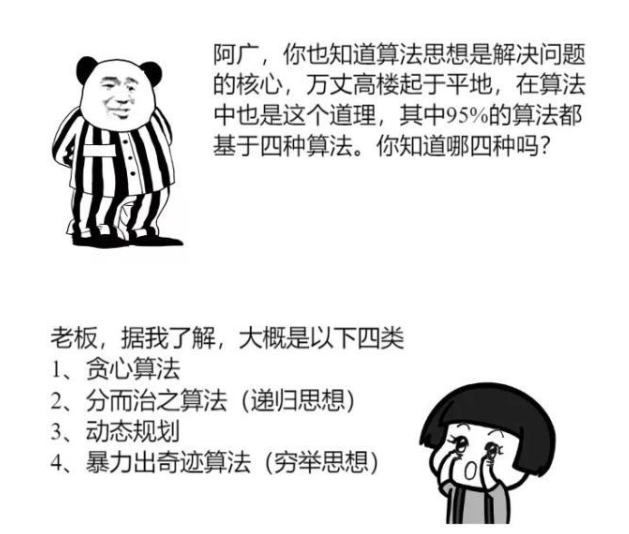 阿广，你也知道算法思想是解决问题
的核心，万丈高楼起于平地，在算法
中也是这个道理，其中95%的算法都
基于四种算法。你知道哪四种吗？
老板，据我了解，大概是以下四类
1、贪心算法
2、分而治之算法（递归思想）
3、动态规划
4、暴力出奇迹算法（穷举思想）